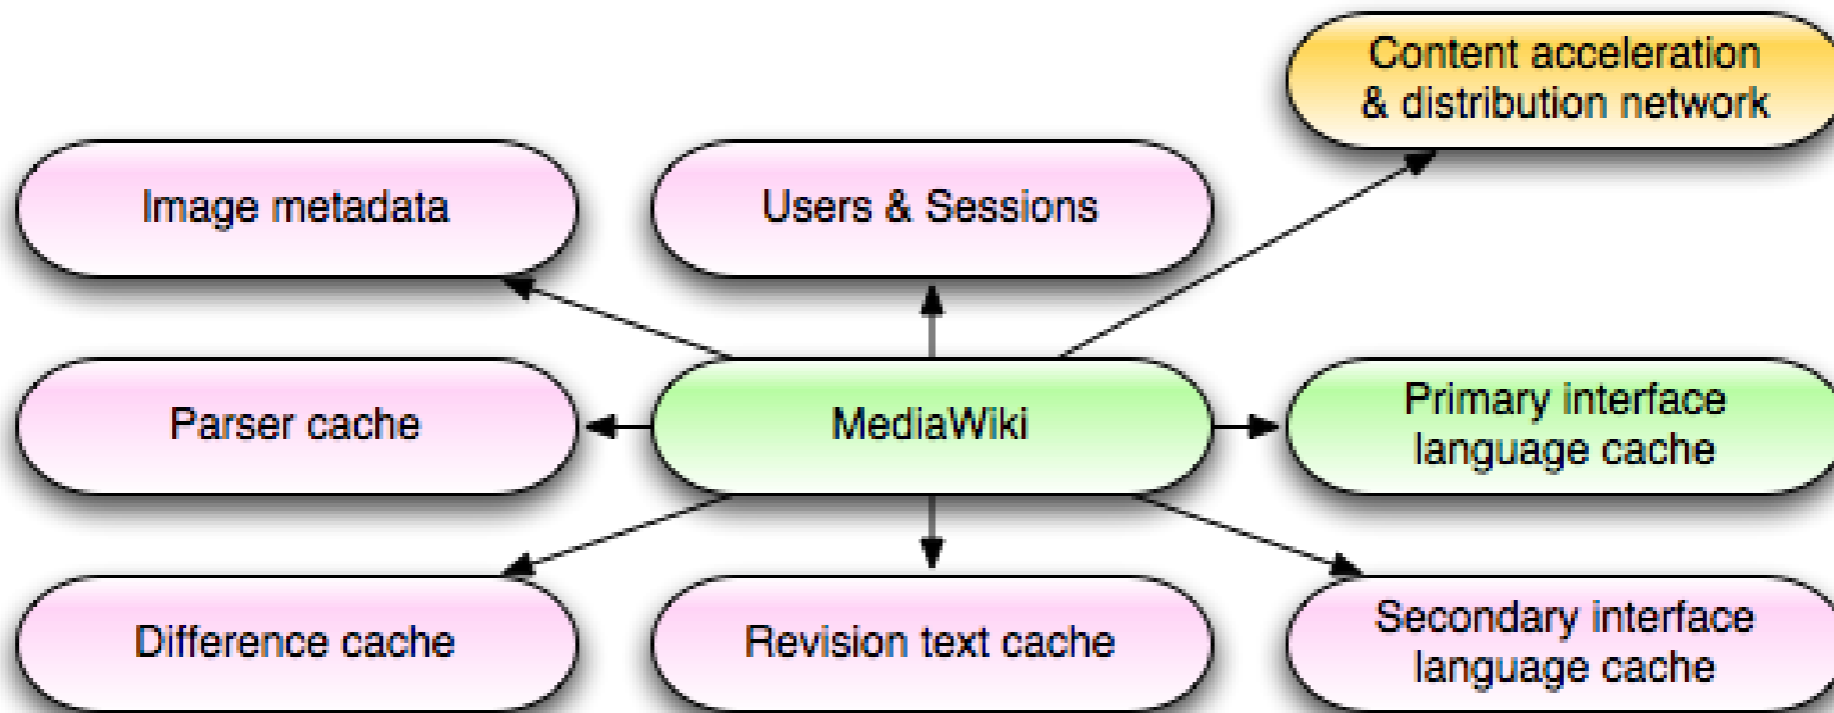 Content acceleration
& distribution network
Image metadata
Users & Sessions
Parser cache
MediaWiki
Primary interface
language cache
Difference cache
Revision text cache
Secondary interface
language cache